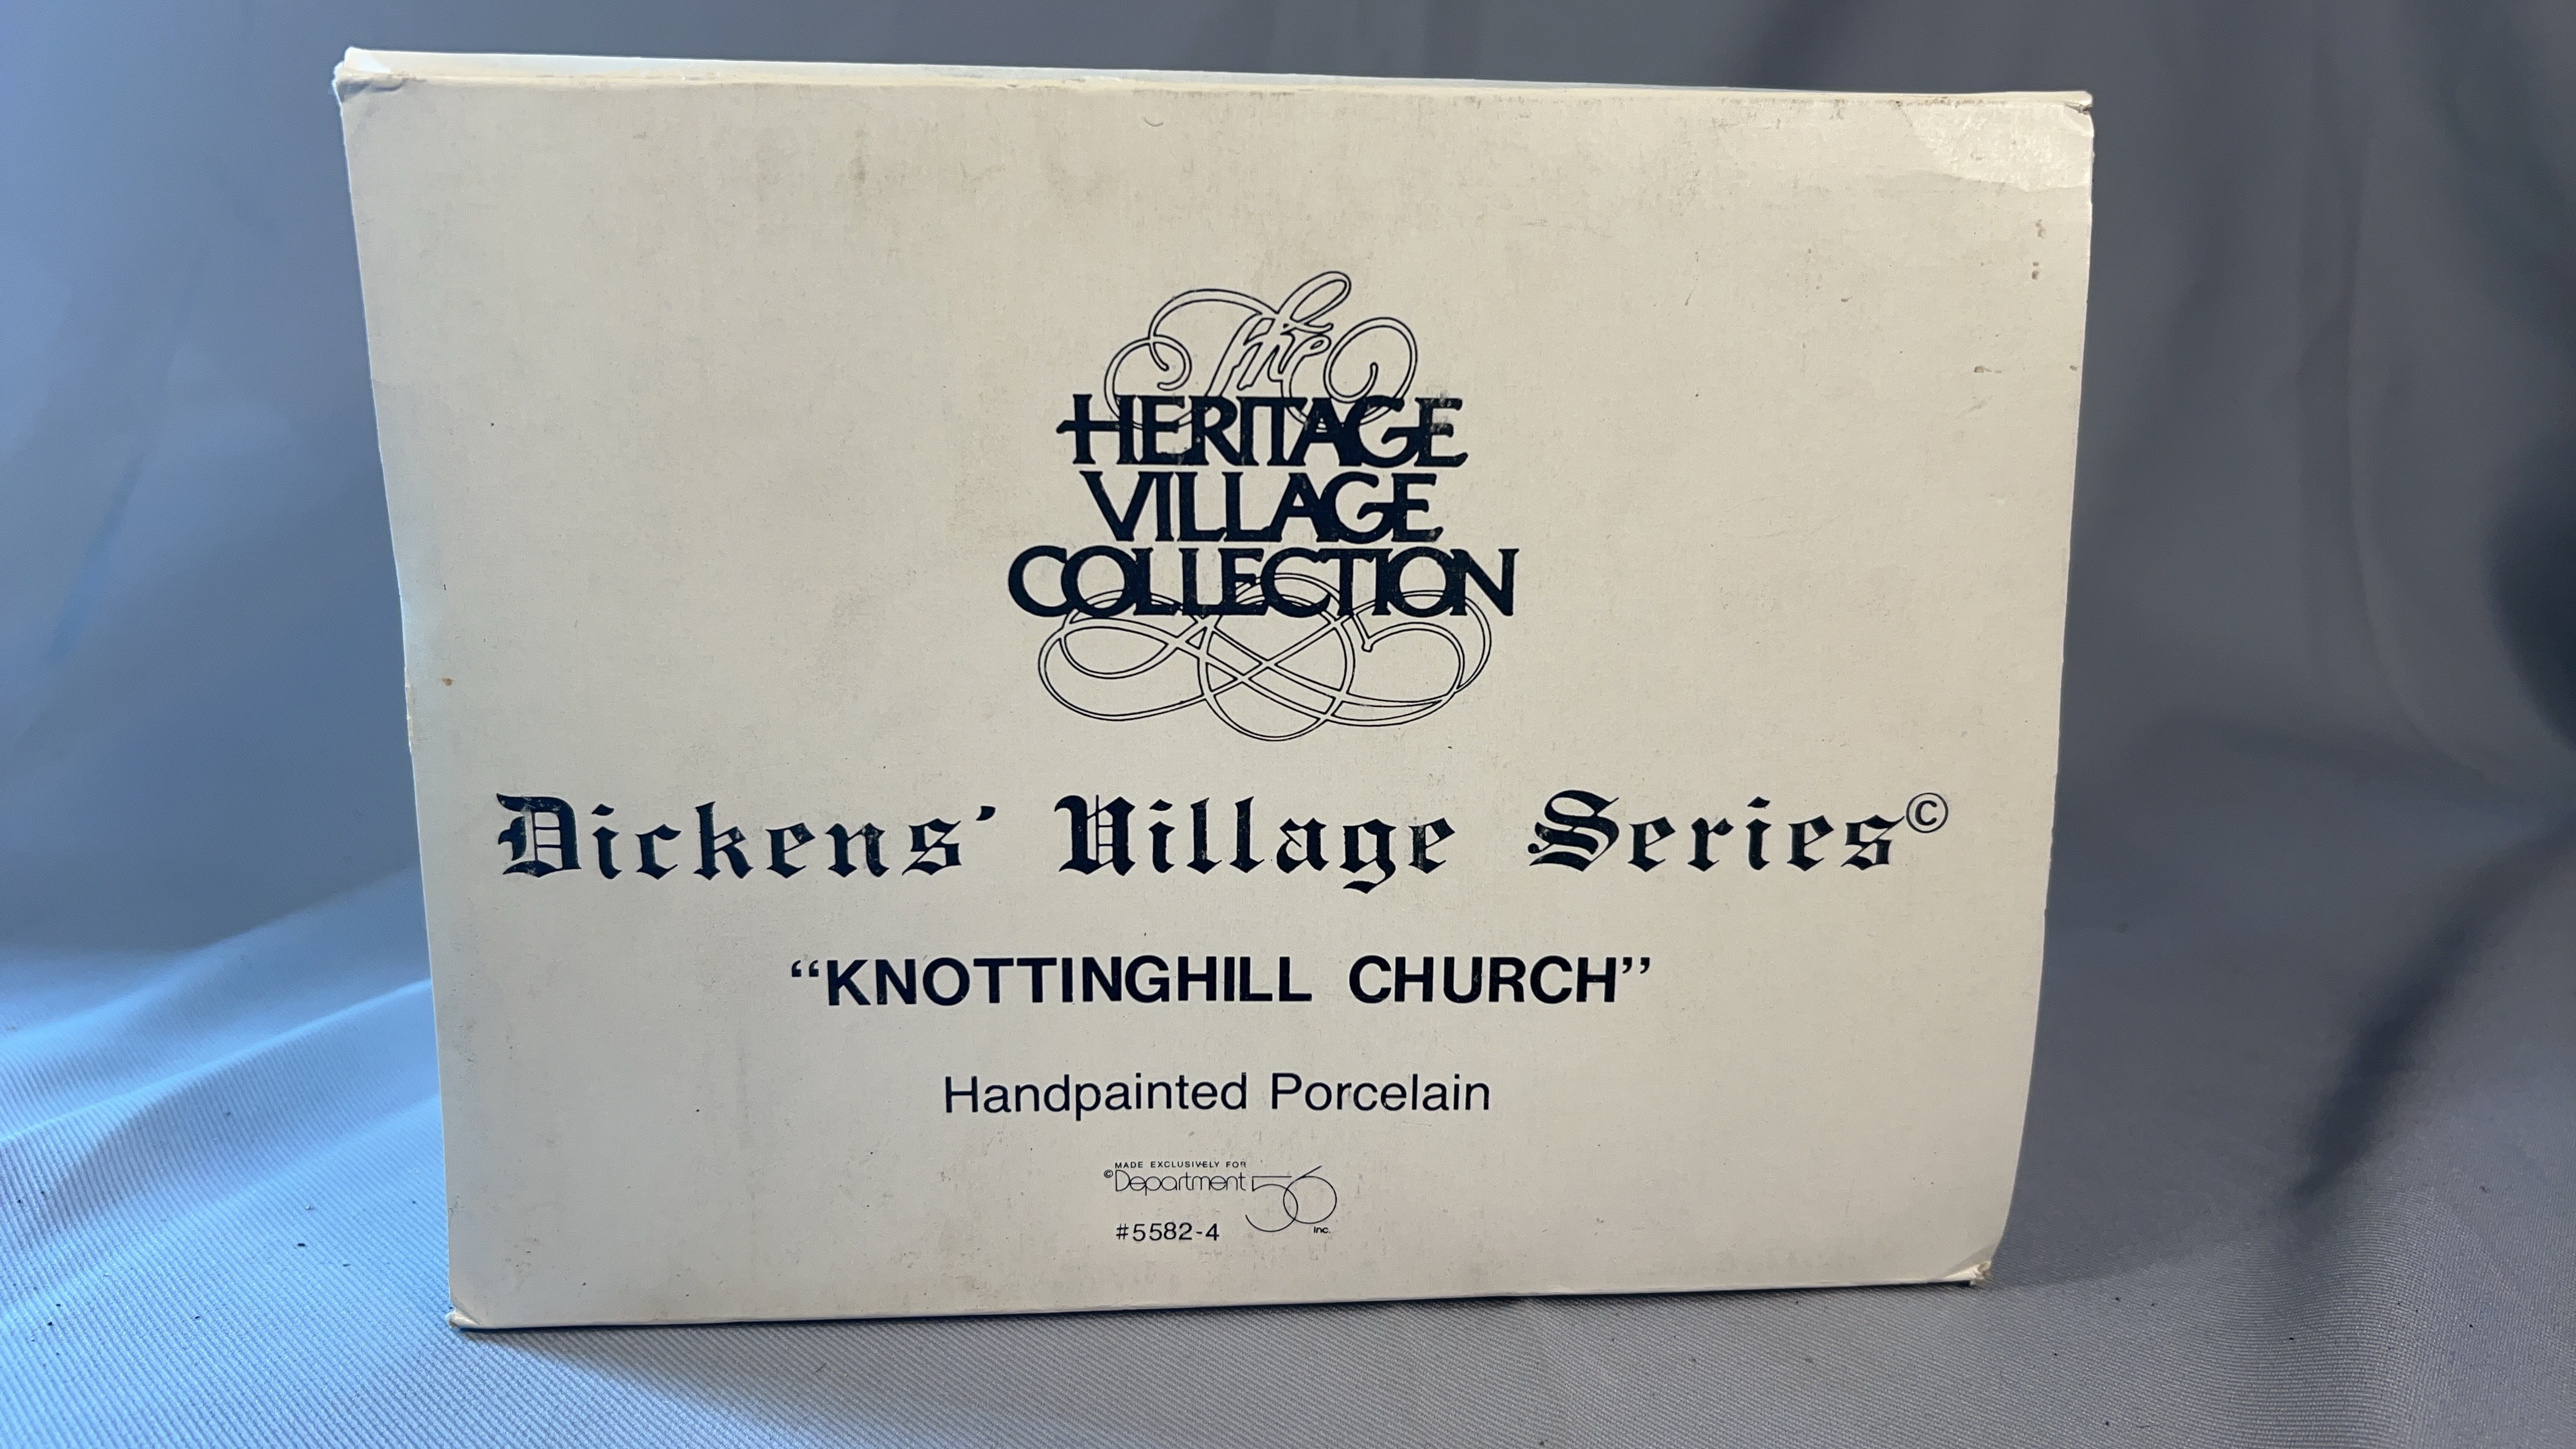 The
HERITAGE
VILLAGE
COLLECTION
Dickens' Village Series©
“KNOTTINGHILL CHURCH”
Handpainted Porcelain
MADE EXCLUSIVELY FOR
©Department 56 inc.
#5582-4